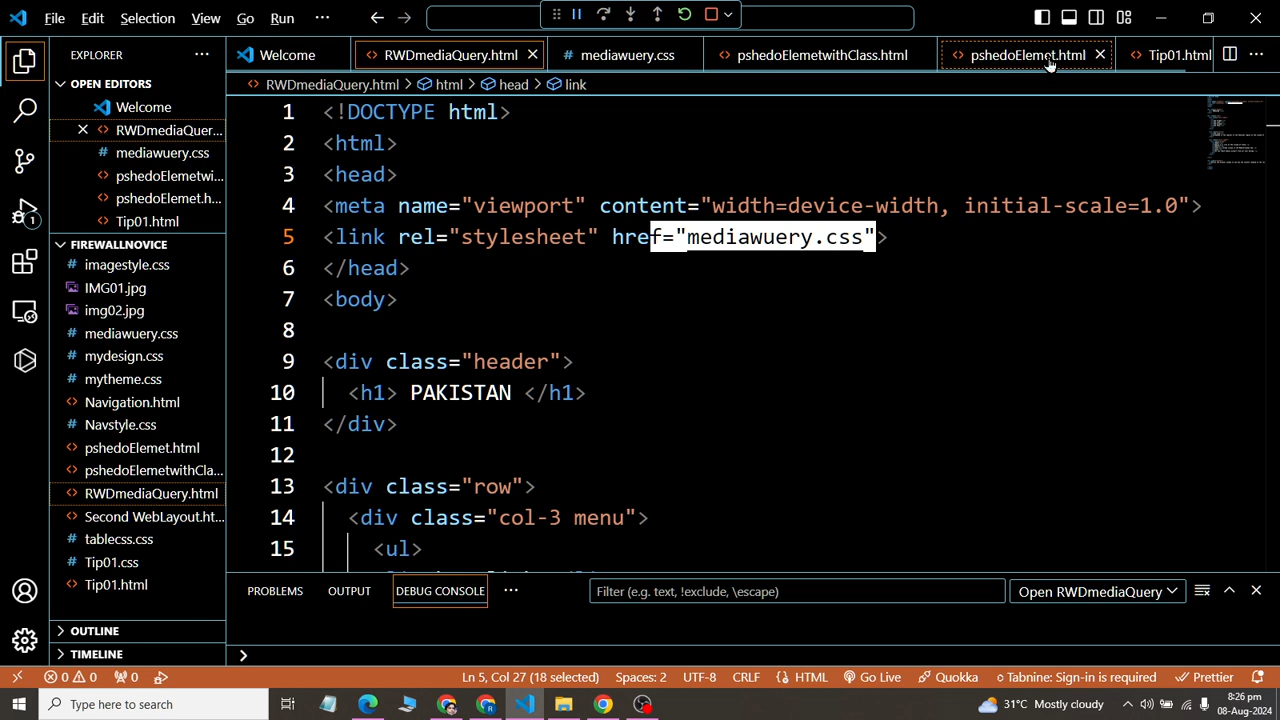 File Edit Selection View Go Run ···
EXPLORER ···
Welcome
RWDmediaQuery.html
# mediawuery.css
pshedoElemetwithClass.html
pshedoElemet.html
Tip01.html
···
OPEN EDITORS
RWDmediaQuery.html > html > head > link
Welcome
RWDmediaQuer...
# mediawuery.css
pshedoElemetwi...
pshedoElemet.h...
Tip01.html
FIREWALLNOVICE
# imagestyle.css
IMG01.jpg
img02.jpg
# mediawuery.css
# mydesign.css
# mytheme.css
Navigation.html
# Navstyle.css
pshedoElemet.html
pshedoElemetwithCla...
RWDmediaQuery.html
Second WebLayout.ht...
# tablecss.css
# Tip01.css
Tip01.html
OUTLINE
TIMELINE
1
1 <!DOCTYPE html>
2 <html>
3 <head>
4 <meta name="viewport" content="width=device-width, initial-scale=1.0">
5 <link rel="stylesheet" href="mediawuery.css">
6 </head>
7 <body>
8
9 <div class="header">
10 <h1> PAKISTAN </h1>
11 </div>
12
13 <div class="row">
14 <div class="col-3 menu">
15 <ul>
PROBLEMS OUTPUT DEBUG CONSOLE ··· Filter (e.g. text, !exclude, \escape) Open RWDmediaQuery
>
0 0 0 Ln 5, Col 27 (18 selected) Spaces: 2 UTF-8 CRLF HTML Go Live Quokka Tabnine: Sign-in is required Prettier
Type here to search 31°C Mostly cloudy 8:26 pm
08-Aug-2024